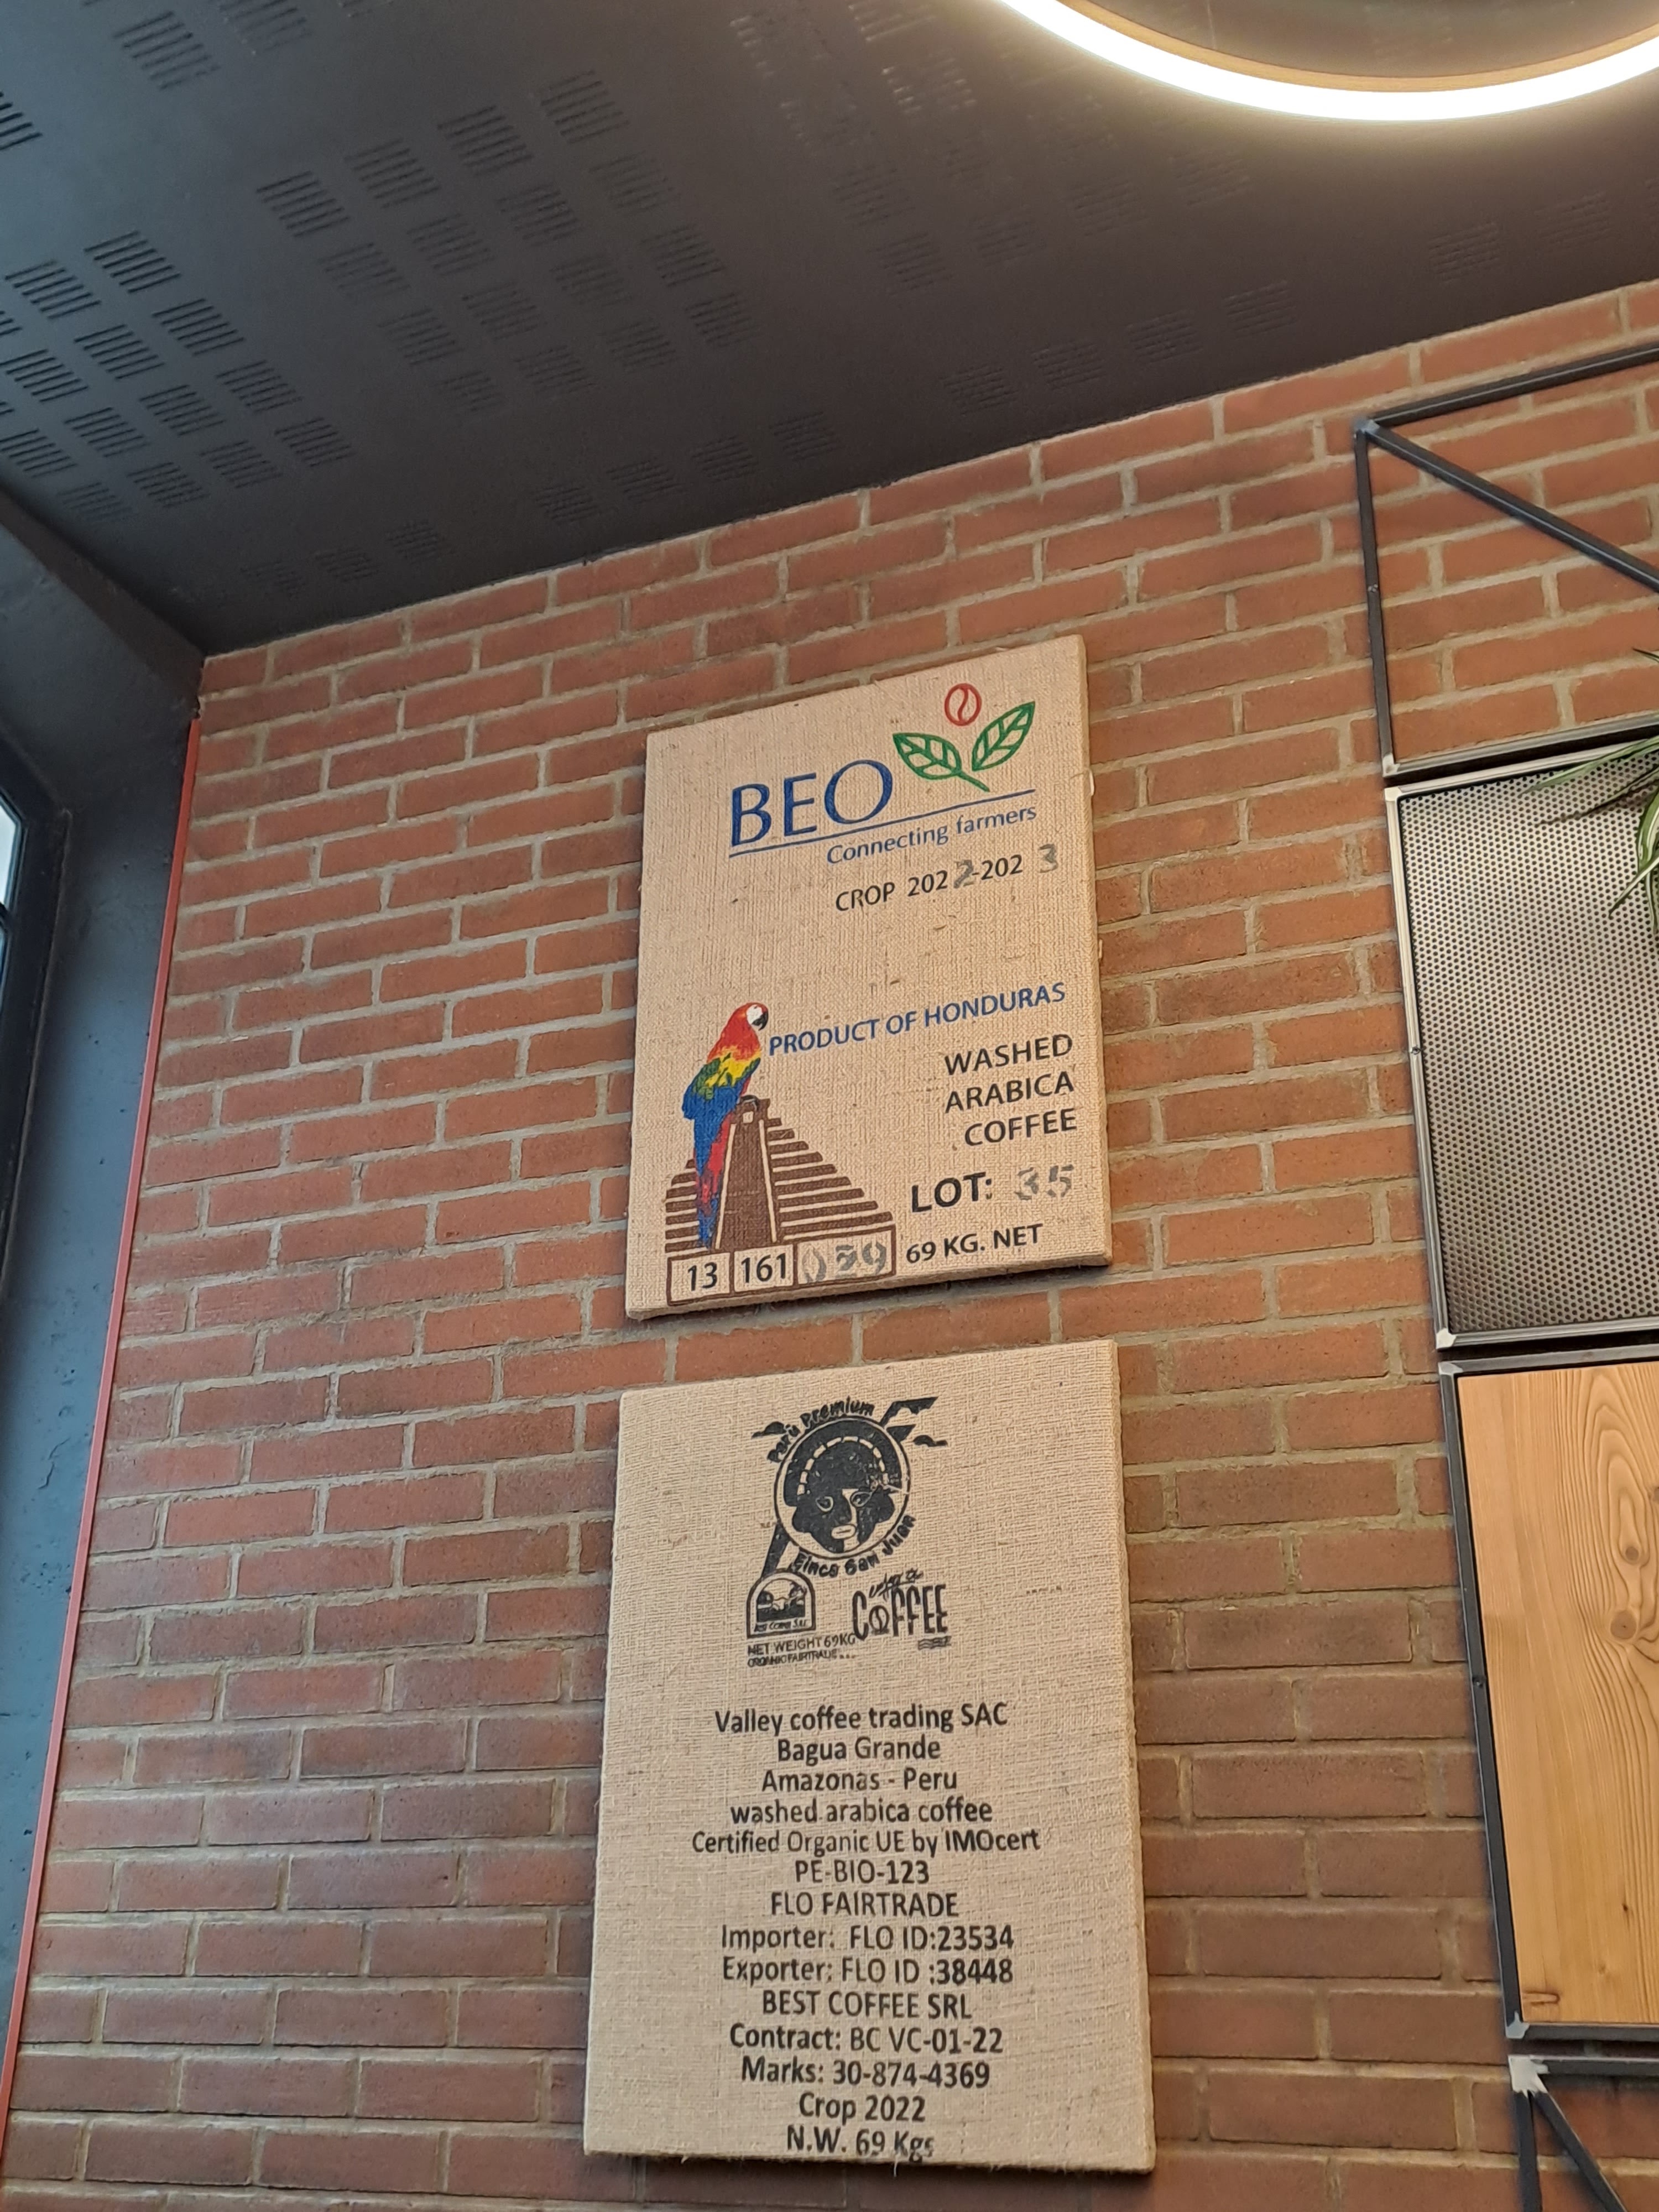 BEO
Connecting farmers
CROP 2022-2023
PRODUCT OF HONDURAS
WASHED
ARABICA
COFFEE
LOT: 35
13 161
69 KG. NET
Perú Premium
Finca San Juan
COFFEE
NET WEIGHT 69KG
Valley coffee trading SAC
Bagua Grande
Amazonas - Peru
washed arabica coffee
Certified Organic UE by IMOcert
PE-BIO-123
FLO FAIRTRADE
Importer: FLO ID:23534
Exporter: FLO ID :38448
BEST COFFEE SRL
Contract: BC VC-01-22
Marks: 30-874-4369
Crop 2022
N.W. 69 Kgs